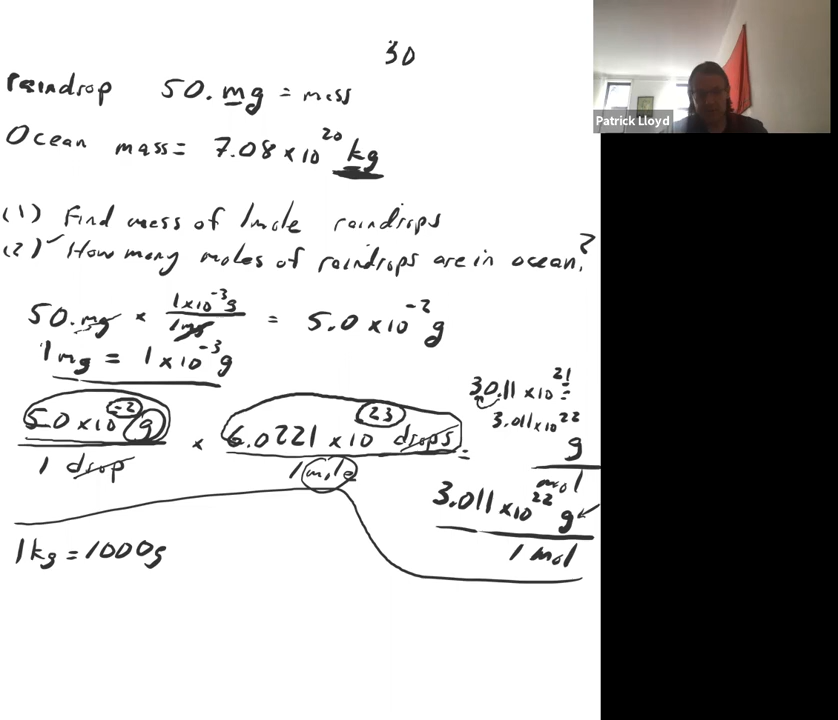 30
raindrop 50. mg = mass
Ocean mass = 7.08 x 10^20 kg
(1) Find mass of 1 mole raindrops
(2) How many moles of raindrops are in ocean?
50. mg x 1x10^-3 g / 1 mg = 5.0 x 10^-2 g
1 mg = 1 x 10^-3 g
5.0 x 10^-2 g / 1 drop x 6.0221 x 10^23 drops / 1 mole =
30.11 x 10^21 =
3.011 x 10^22
g / mol
3.011 x 10^22 g / 1 mol
1 kg = 1000g
Patrick Lloyd